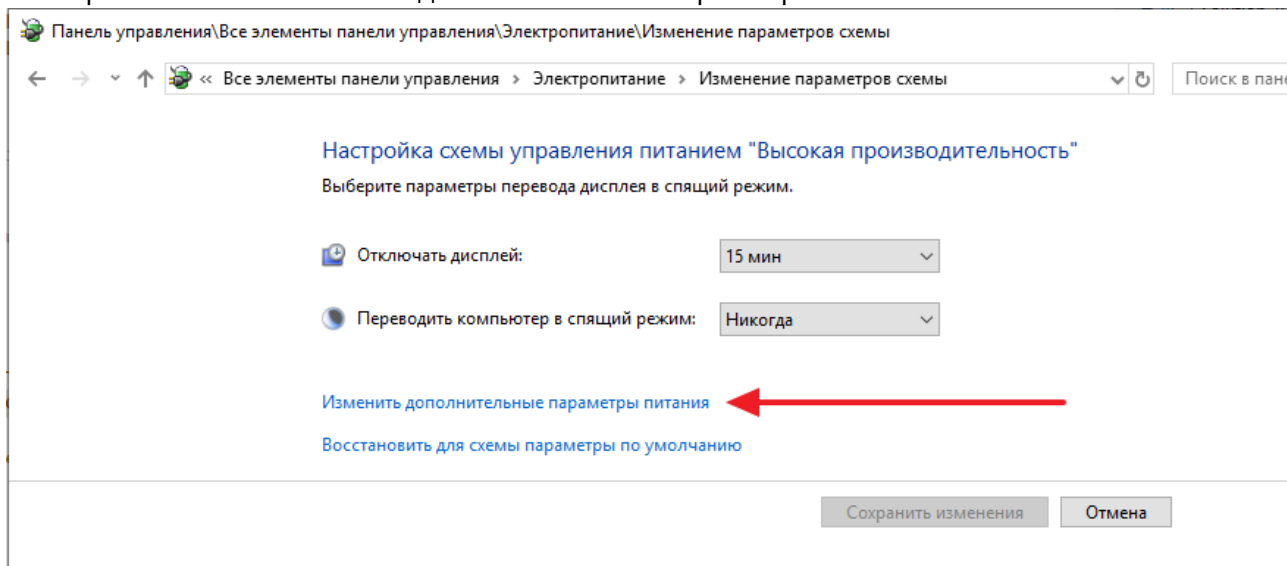 Панель управления\Все элементы панели управления\Электропитание\Изменение параметров схемы
« Все элементы панели управления > Электропитание > Изменение параметров схемы
Поиск в пане
Настройка схемы управления питанием "Высокая производительность"
Выберите параметры перевода дисплея в спящий режим.
Отключать дисплей: 15 мин
Переводить компьютер в спящий режим: Никогда
Изменить дополнительные параметры питания
Восстановить для схемы параметры по умолчанию
Сохранить изменения Отмена